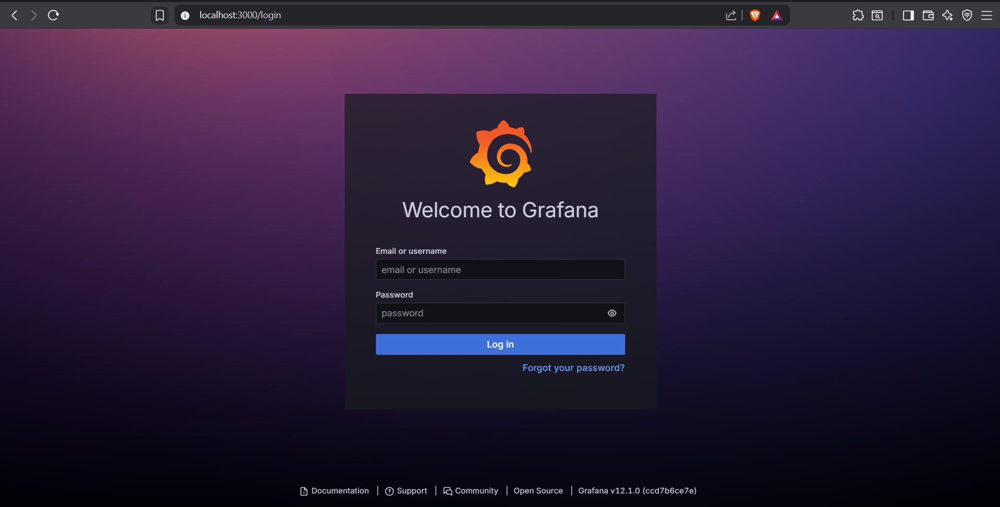 localhost:3000/login
Welcome to Grafana
Email or username
email or username
Password
password
Log in
Forgot your password?
Documentation | Support | Community | Open Source | Grafana v12.1.0 (ccd7b6ce7e)